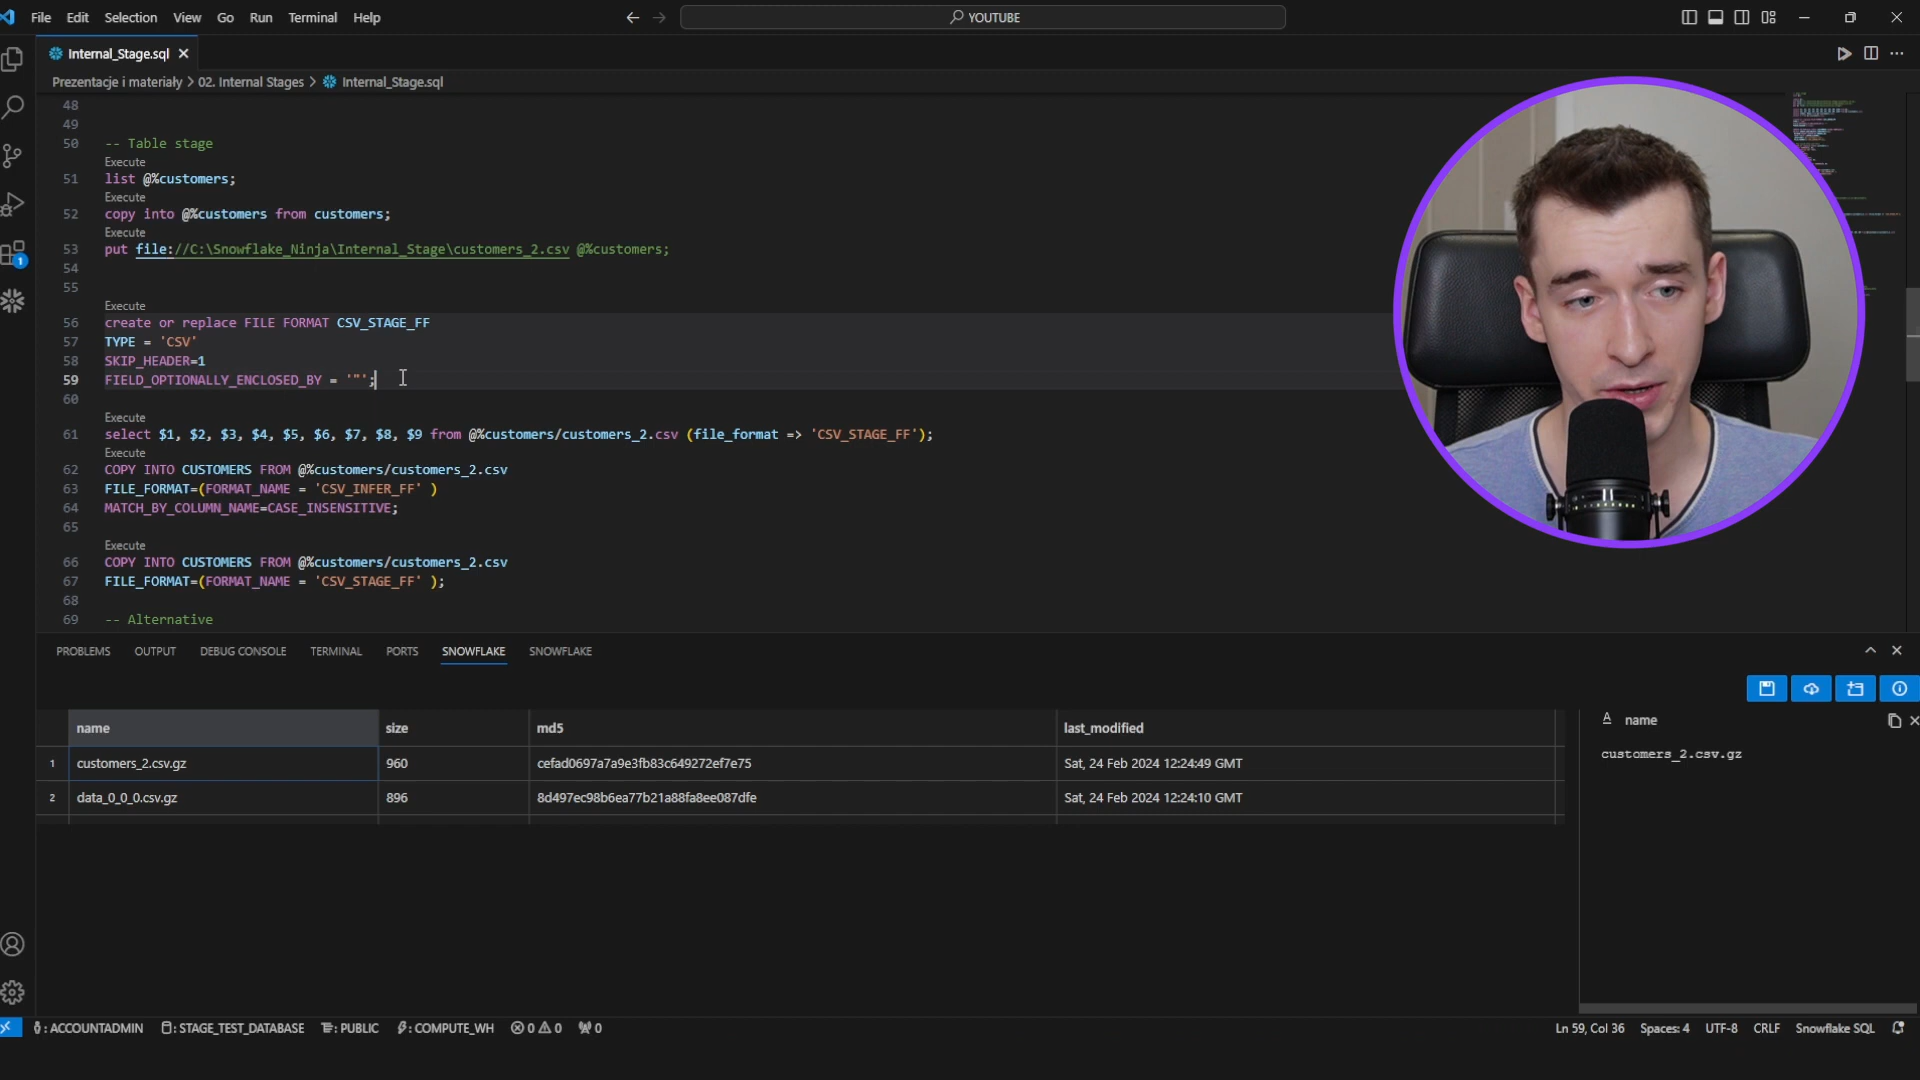 File Edit Selection View Go Run Terminal Help
YOUTUBE
Internal_Stage.sql
Prezentacje i materiały > 02. Internal Stages > Internal_Stage.sql
48
49
50 -- Table stage
Execute
51 list @%customers;
Execute
52 copy into @%customers from customers;
Execute
53 put file://C:\Snowflake_Ninja\Internal_Stage\customers_2.csv @%customers;
54
55
Execute
56 create or replace FILE FORMAT CSV_STAGE_FF
57 TYPE = 'CSV'
58 SKIP_HEADER=1
59 FIELD_OPTIONALLY_ENCLOSED_BY = '"';
60
Execute
61 select $1, $2, $3, $4, $5, $6, $7, $8, $9 from @%customers/customers_2.csv (file_format => 'CSV_STAGE_FF');
Execute
62 COPY INTO CUSTOMERS FROM @%customers/customers_2.csv
63 FILE_FORMAT=(FORMAT_NAME = 'CSV_INFER_FF' )
64 MATCH_BY_COLUMN_NAME=CASE_INSENSITIVE;
65
Execute
66 COPY INTO CUSTOMERS FROM @%customers/customers_2.csv
67 FILE_FORMAT=(FORMAT_NAME = 'CSV_STAGE_FF' );
68
69 -- Alternative
PROBLEMS OUTPUT DEBUG CONSOLE TERMINAL PORTS SNOWFLAKE SNOWFLAKE
name size md5 last_modified
1 customers_2.csv.gz 960 cefad0697a7a9e3fb83c649272ef7e75 Sat, 24 Feb 2024 12:24:49 GMT
2 data_0_0_0.csv.gz 896 8d497ec98b6ea77b21a88fa8ee087dfe Sat, 24 Feb 2024 12:24:10 GMT
A name
customers_2.csv.gz
1
: ACCOUNTADMIN : STAGE_TEST_DATABASE : PUBLIC : COMPUTE_WH 0 0 0 Ln 59, Col 36 Spaces: 4 UTF-8 CRLF Snowflake SQL